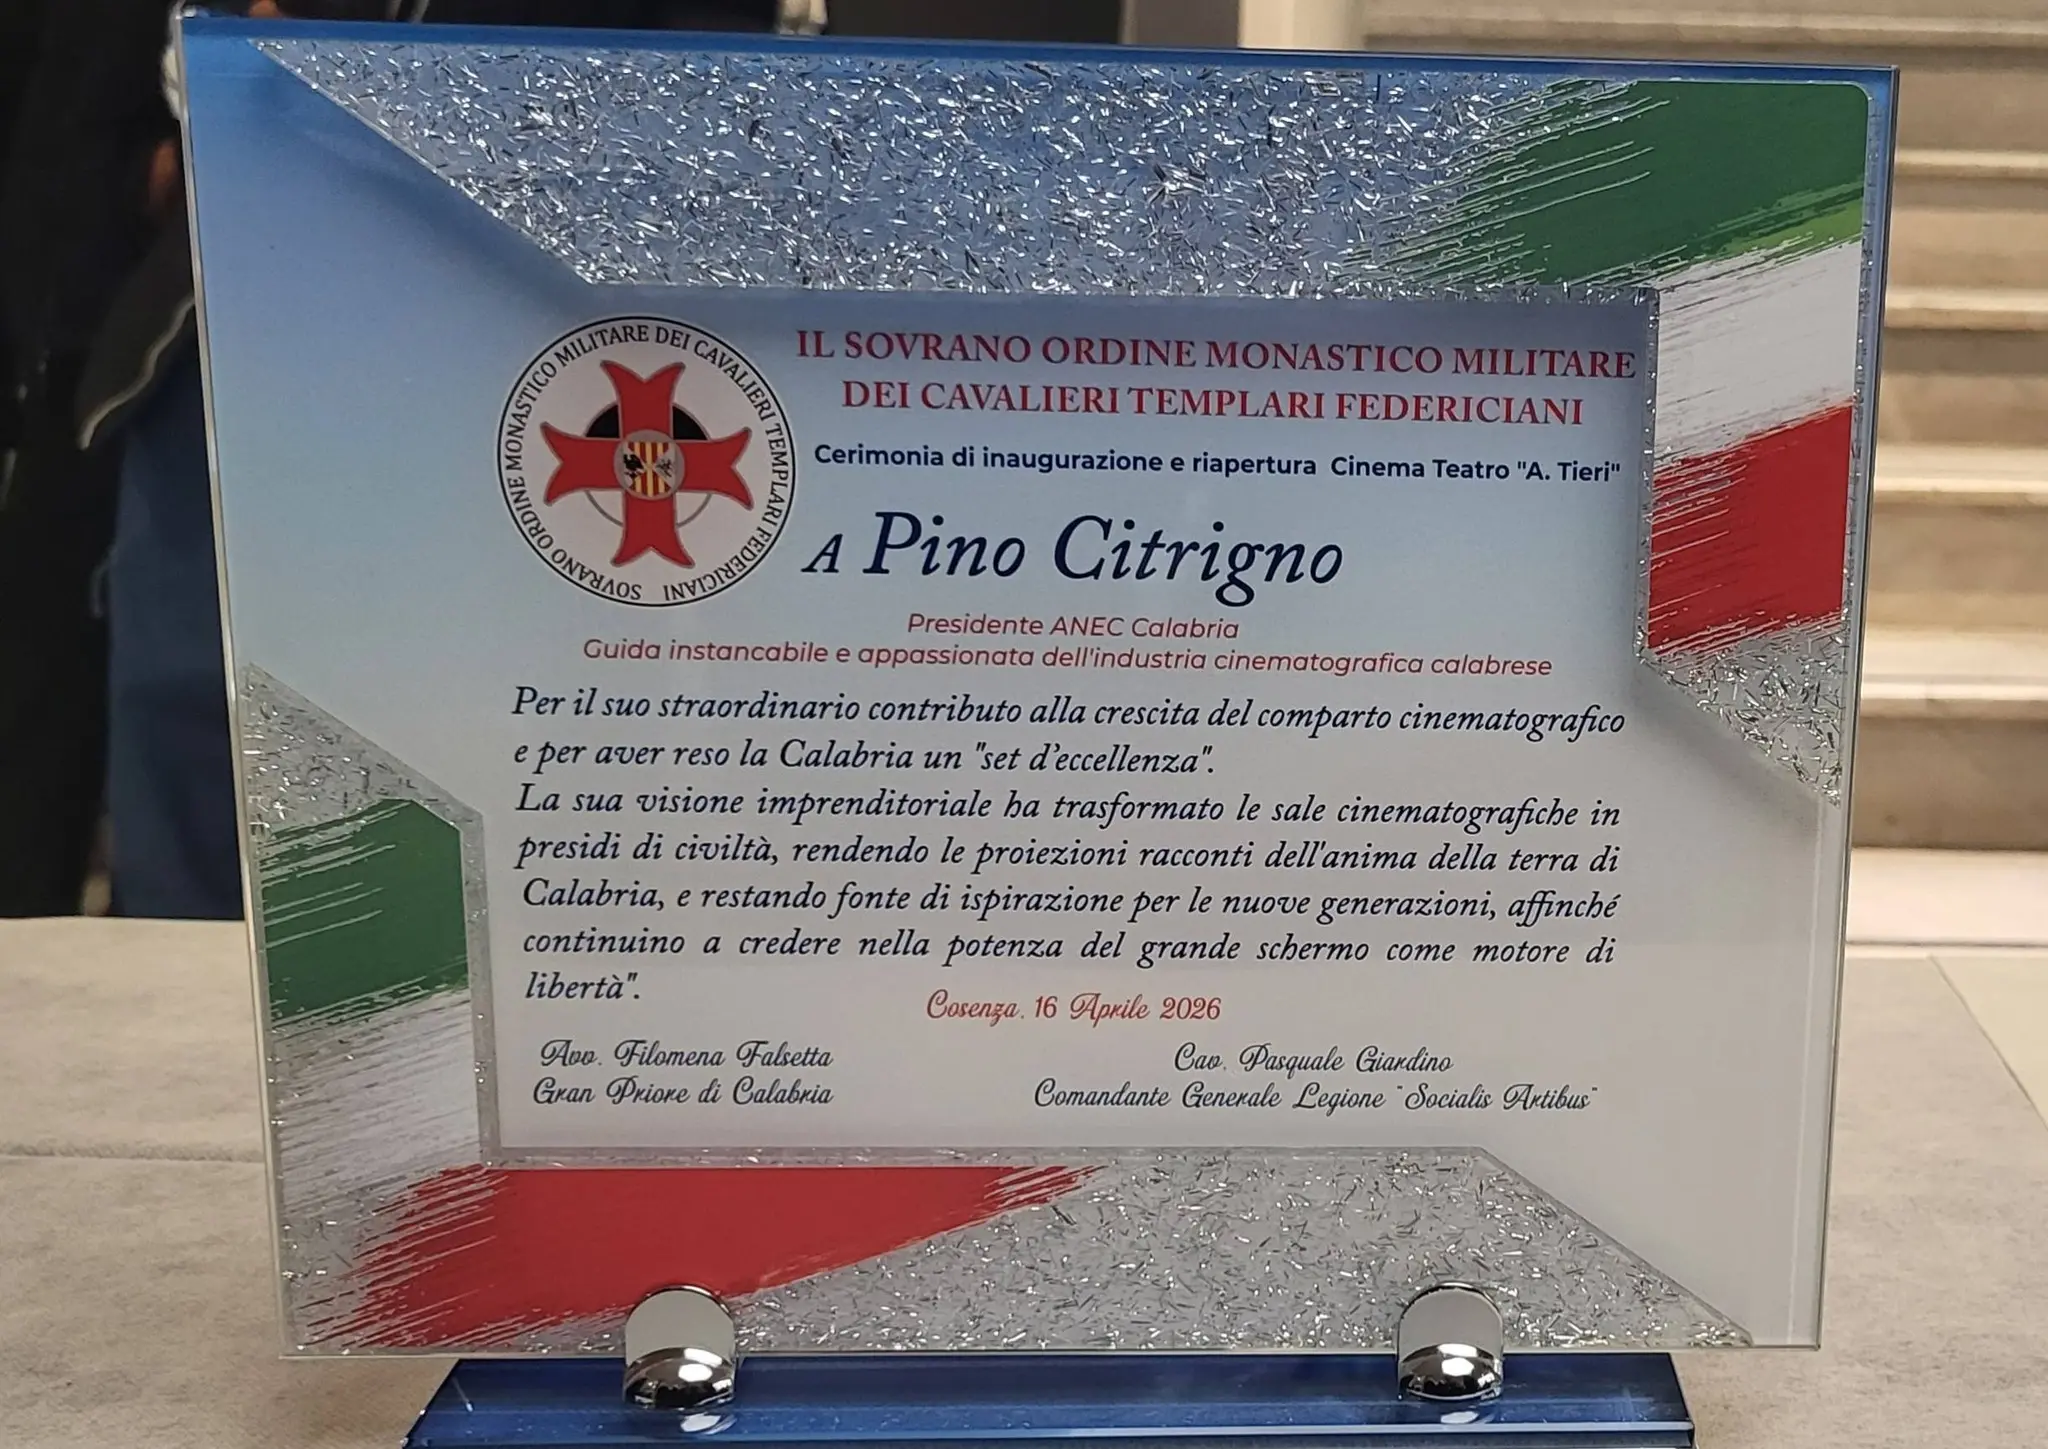 SOVRANO ORDINE MONASTICO MILITARE DEI CAVALIERI TEMPLARI FEDERICIANI
IL SOVRANO ORDINE MONASTICO MILITARE
DEI CAVALIERI TEMPLARI FEDERICIANI
Cerimonia di inaugurazione e riapertura Cinema Teatro "A. Tieri"
A Pino Citrigno
Presidente ANEC Calabria
Guida instancabile e appassionata dell'industria cinematografica calabrese
Per il suo straordinario contributo alla crescita del comparto cinematografico
e per aver reso la Calabria un "set d’eccellenza".
La sua visione imprenditoriale ha trasformato le sale cinematografiche in
presidi di civiltà, rendendo le proiezioni racconti dell'anima della terra di
Calabria, e restando fonte di ispirazione per le nuove generazioni, affinché
continuino a credere nella potenza del grande schermo come motore di
libertà".
Cosenza, 16 Aprile 2026
Avv. Filomena Falsetta
Gran Priore di Calabria
Cav. Pasquale Giardino
Comandante Generale Legione "Socialis Artibus"